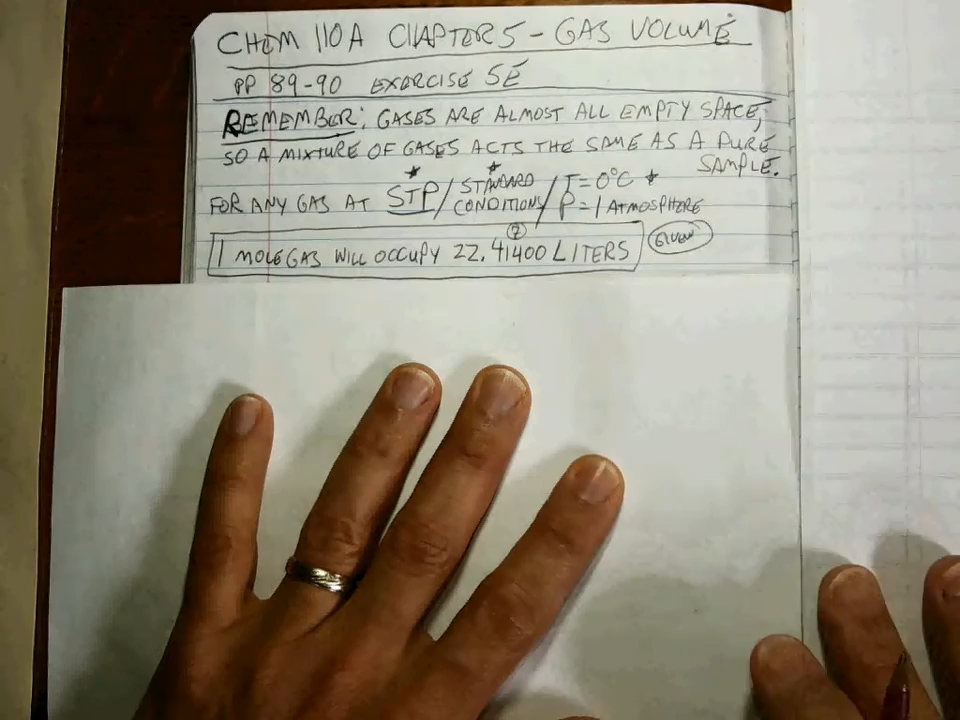 CHEM 110A CHAPTER 5 - GAS VOLUME
PP 89-90 EXERCISE 5E
REMEMBER: GASES ARE ALMOST ALL EMPTY SPACE,
SO A MIXTURE OF GASES ACTS THE SAME AS A PURE
SAMPLE.
FOR ANY GAS AT STP / STANDARD CONDITIONS / T = 0°C * P = 1 ATMOSPHERE
1 MOLE GAS WILL OCCUPY 22.41400 LITERS (GIVEN)
(7)